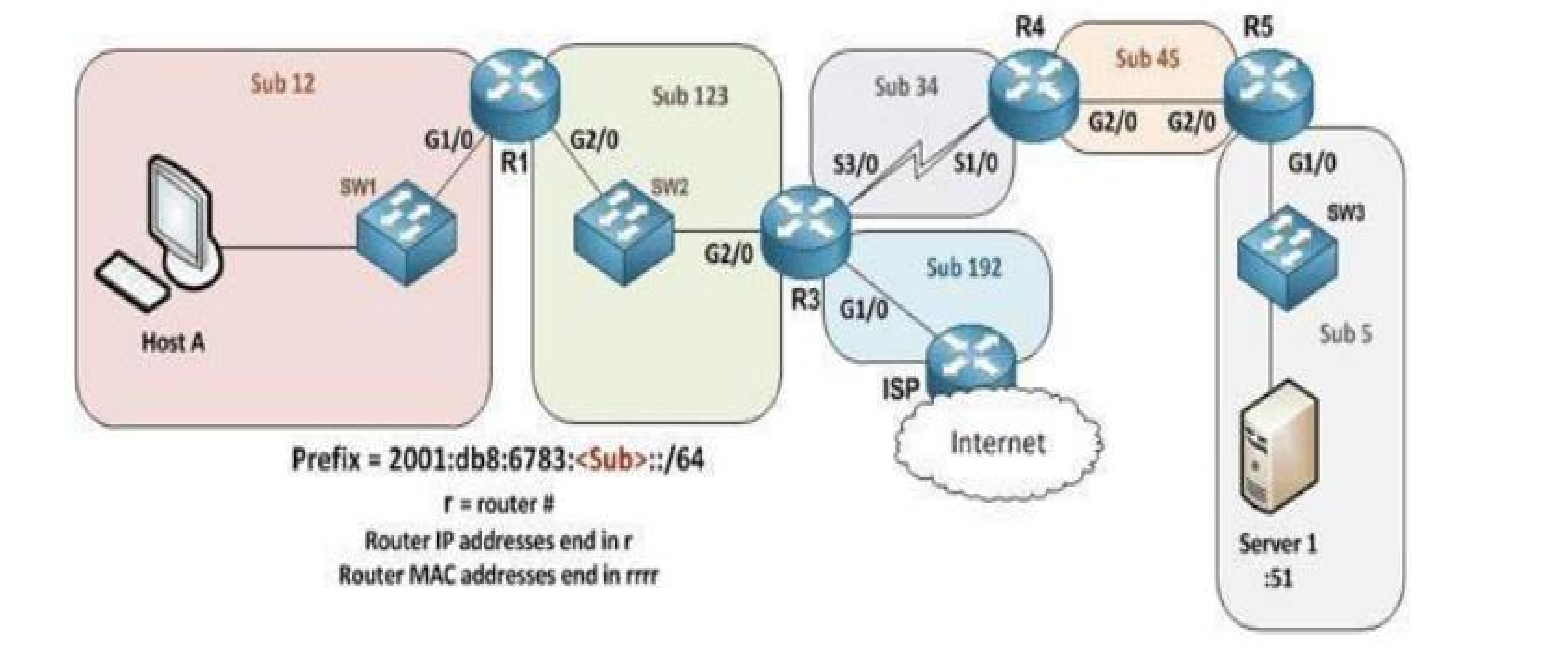 R4
R5
Sub 12
Sub 123
Sub 34
Sub 45
G1/0
R1
G2/0
S3/0
S1/0
G2/0
G2/0
G1/0
SW1
SW2
SW3
G2/0
R3
Sub 192
G1/0
Host A
Sub 5
ISP
Internet
Prefix = 2001:db8:6783:<Sub>::/64
r = router #
Router IP addresses end in r
Router MAC addresses end in rrrr
Server 1
:51